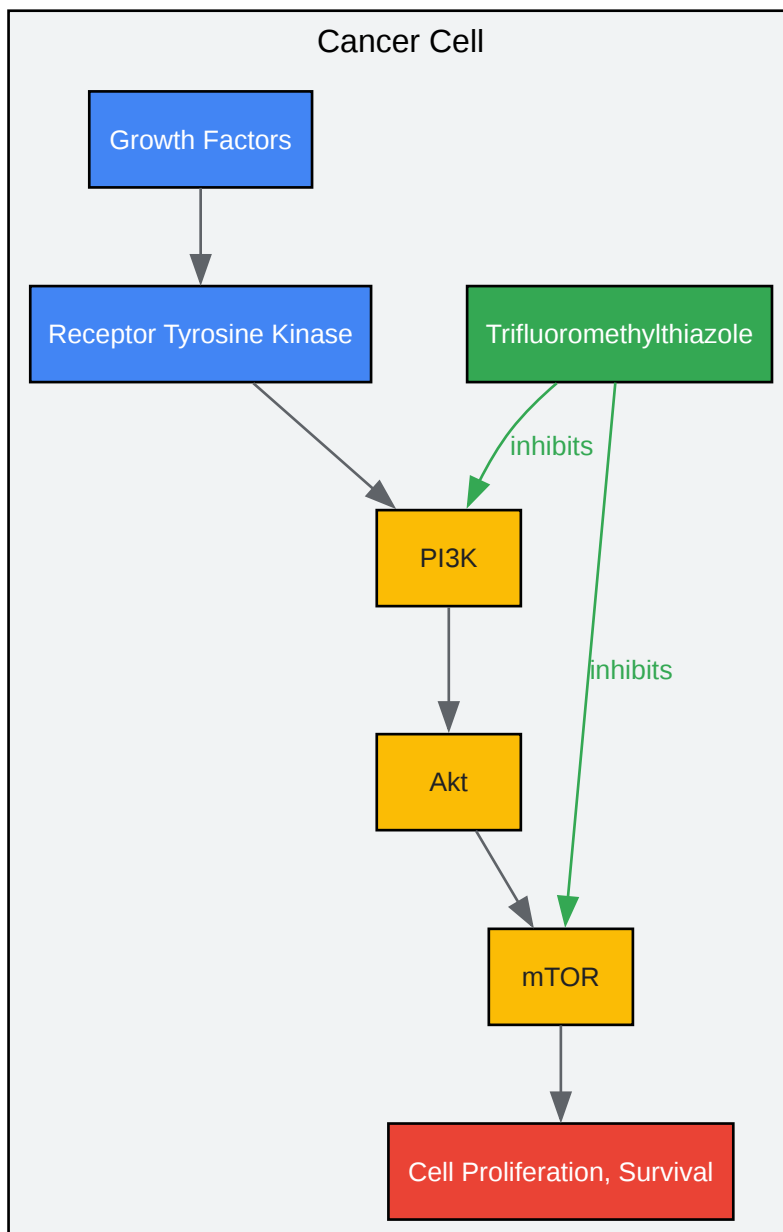 Cancer Cell
Growth Factors
Receptor Tyrosine Kinase
Trifluoromethylthiazole
inhibits
PI3K
inhibits
Akt
mTOR
Cell Proliferation, Survival